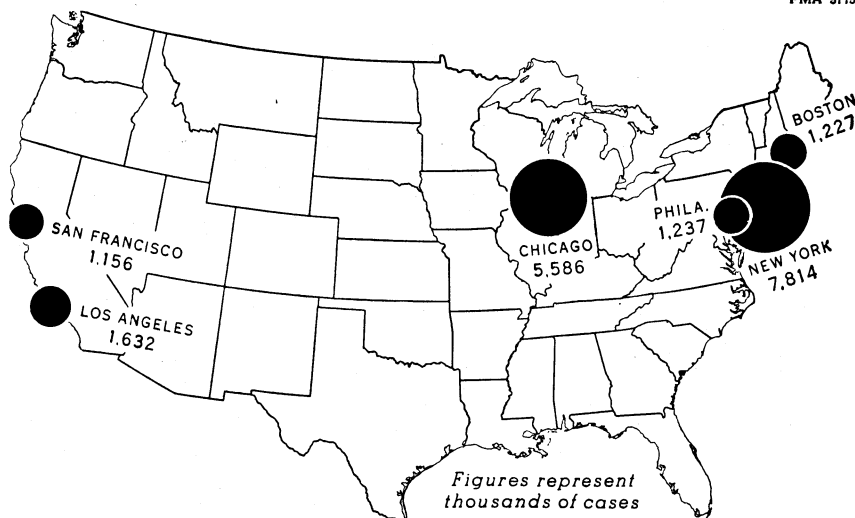 BOSTON
1,227
PHILA.
1,237
NEW YORK
7,814
CHICAGO
5,586
SAN FRANCISCO
1,156
LOS ANGELES
1,632
Figures represent
thousands of cases